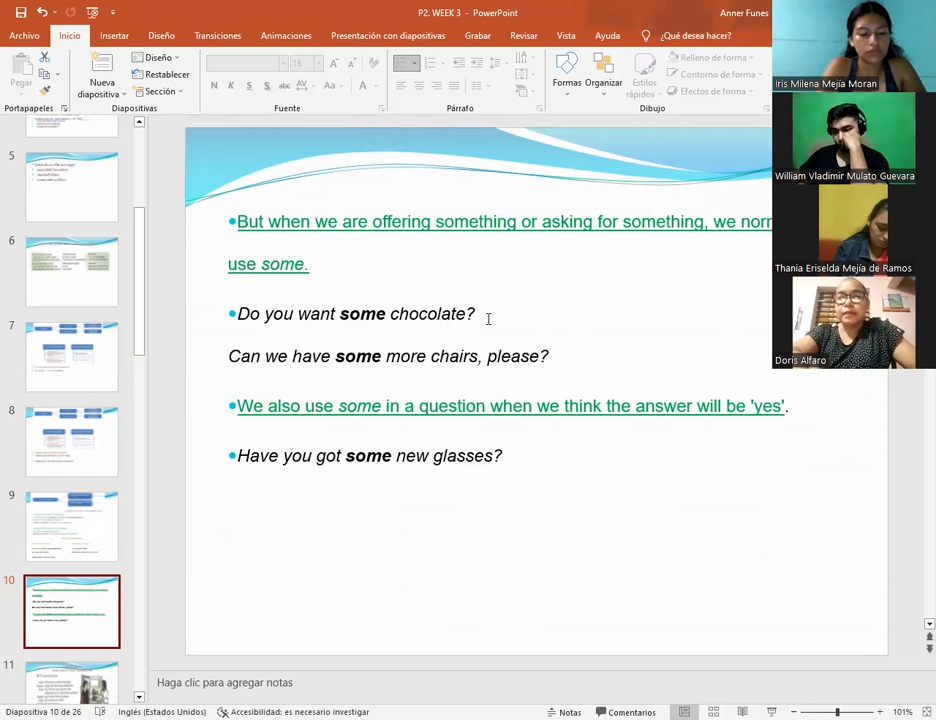 P2. WEEK 3 - PowerPoint
Anner Funes
Archivo Inicio Insertar Diseño Transiciones Animaciones Presentación con diapositivas Grabar Revisar Vista Ayuda ¿Qué desea hacer?
Pegar
Nueva diapositiva
Diseño
Restablecer
Sección
16
N K S S abc AV Aa A
Formas
Organizar
Estilos rápidos
Relleno de forma
Contorno de forma
Efectos de forma
Portapapeles Diapositivas Fuente Párrafo Dibujo
5
6
7
8
9
10
11
•But when we are offering something or asking for something, we norm
use some.
•Do you want some chocolate?
Can we have some more chairs, please?
•We also use some in a question when we think the answer will be 'yes'.
•Have you got some new glasses?
Iris Milena Mejía Moran
William Vladimir Mulato Guevara
Thania Eriselda Mejía de Ramos
Doris Alfaro
Haga clic para agregar notas
Diapositiva 10 de 26 Inglés (Estados Unidos) Accesibilidad: es necesario investigar Notas Comentarios 101%